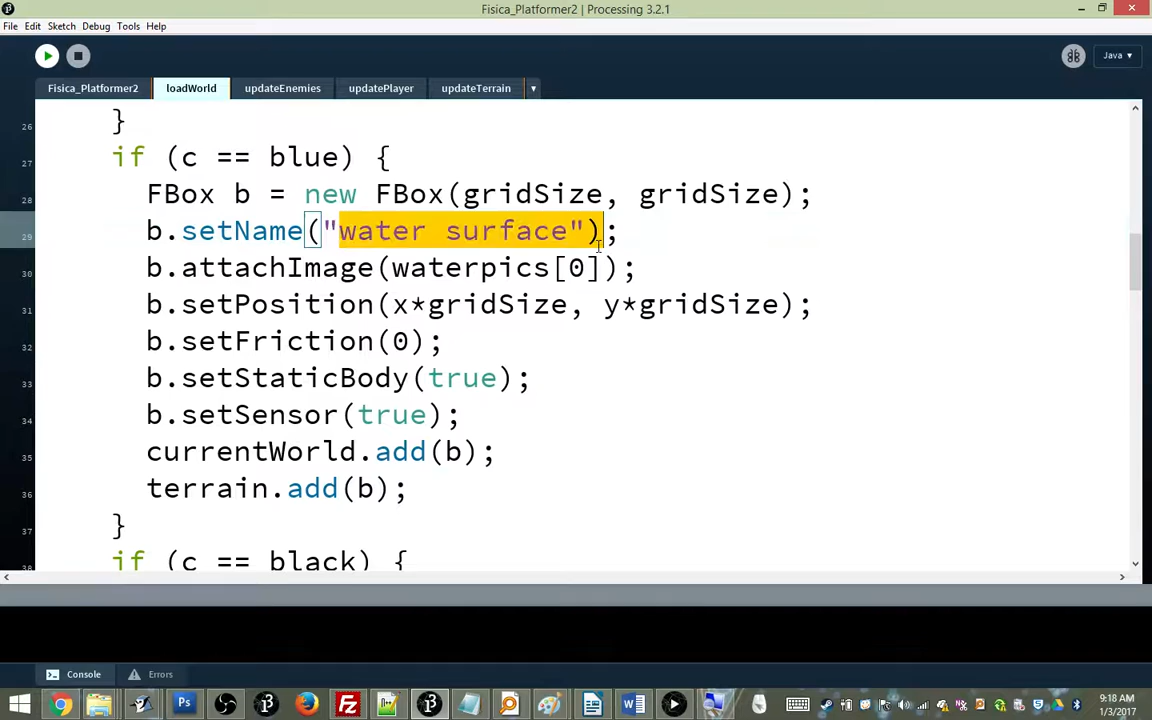 Fisica_Platformer2 | Processing 3.2.1
File Edit Sketch Debug Tools Help
Java ▾
Fisica_Platformer2 loadWorld updateEnemies updatePlayer updateTerrain ▾
26 }
27 if (c == blue) {
28 FBox b = new FBox(gridSize, gridSize);
29 b.setName("water surface");
30 b.attachImage(waterpics[0]);
31 b.setPosition(x*gridSize, y*gridSize);
32 b.setFriction(0);
33 b.setStaticBody(true);
34 b.setSensor(true);
35 currentWorld.add(b);
36 terrain.add(b);
37 }
38 if (c == black) {
Console Errors
9:18 AM
1/3/2017